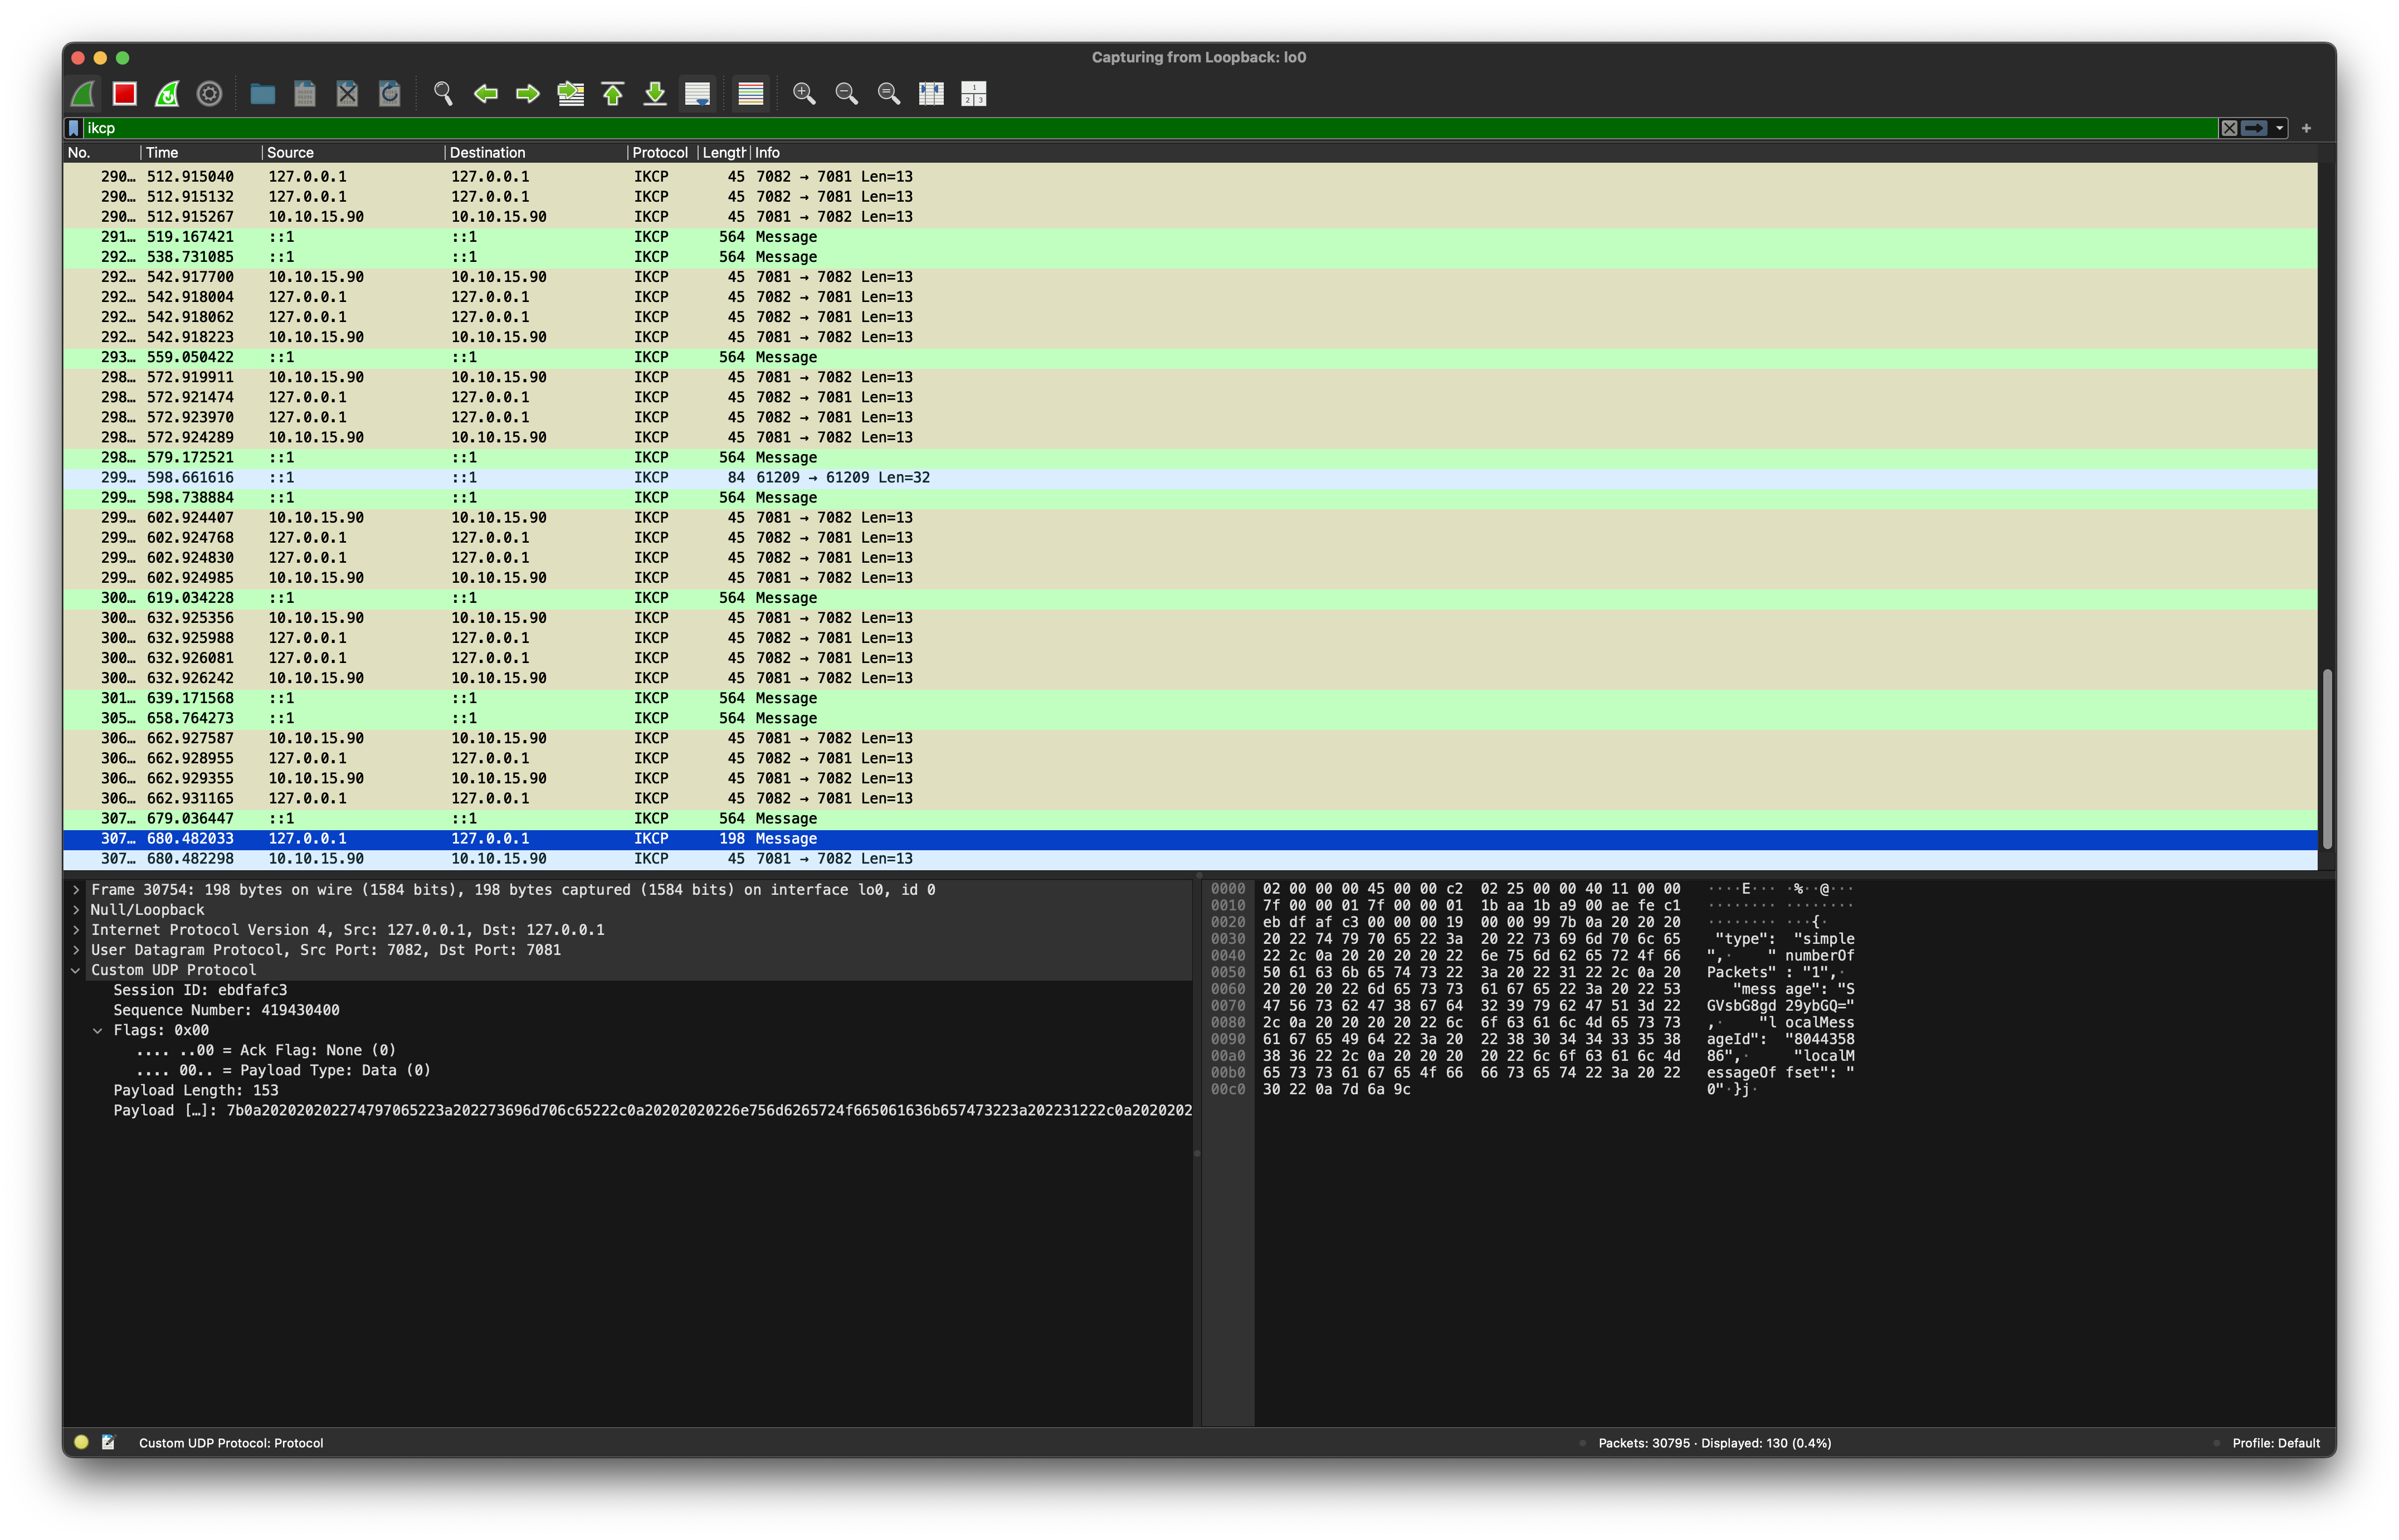 Capturing from Loopback: lo0
ikcp
No. Time Source Destination Protocol Lengtl Info
290… 512.915040 127.0.0.1 127.0.0.1 IKCP 45 7082 → 7081 Len=13
290… 512.915132 127.0.0.1 127.0.0.1 IKCP 45 7082 → 7081 Len=13
290… 512.915267 10.10.15.90 10.10.15.90 IKCP 45 7081 → 7082 Len=13
291… 519.167421 ::1 ::1 IKCP 564 Message
292… 538.731085 ::1 ::1 IKCP 564 Message
292… 542.917700 10.10.15.90 10.10.15.90 IKCP 45 7081 → 7082 Len=13
292… 542.918004 127.0.0.1 127.0.0.1 IKCP 45 7082 → 7081 Len=13
292… 542.918062 127.0.0.1 127.0.0.1 IKCP 45 7082 → 7081 Len=13
292… 542.918223 10.10.15.90 10.10.15.90 IKCP 45 7081 → 7082 Len=13
293… 559.050422 ::1 ::1 IKCP 564 Message
298… 572.919911 10.10.15.90 10.10.15.90 IKCP 45 7081 → 7082 Len=13
298… 572.921474 127.0.0.1 127.0.0.1 IKCP 45 7082 → 7081 Len=13
298… 572.923970 127.0.0.1 127.0.0.1 IKCP 45 7082 → 7081 Len=13
298… 572.924289 10.10.15.90 10.10.15.90 IKCP 45 7081 → 7082 Len=13
298… 579.172521 ::1 ::1 IKCP 564 Message
299… 598.661616 ::1 ::1 IKCP 84 61209 → 61209 Len=32
299… 598.738884 ::1 ::1 IKCP 564 Message
299… 602.924407 10.10.15.90 10.10.15.90 IKCP 45 7081 → 7082 Len=13
299… 602.924768 127.0.0.1 127.0.0.1 IKCP 45 7082 → 7081 Len=13
299… 602.924830 127.0.0.1 127.0.0.1 IKCP 45 7082 → 7081 Len=13
299… 602.924985 10.10.15.90 10.10.15.90 IKCP 45 7081 → 7082 Len=13
300… 619.034228 ::1 ::1 IKCP 564 Message
300… 632.925356 10.10.15.90 10.10.15.90 IKCP 45 7081 → 7082 Len=13
300… 632.925988 127.0.0.1 127.0.0.1 IKCP 45 7082 → 7081 Len=13
300… 632.926081 127.0.0.1 127.0.0.1 IKCP 45 7082 → 7081 Len=13
300… 632.926242 10.10.15.90 10.10.15.90 IKCP 45 7081 → 7082 Len=13
301… 639.171568 ::1 ::1 IKCP 564 Message
305… 658.764273 ::1 ::1 IKCP 564 Message
306… 662.927587 10.10.15.90 10.10.15.90 IKCP 45 7081 → 7082 Len=13
306… 662.928955 127.0.0.1 127.0.0.1 IKCP 45 7082 → 7081 Len=13
306… 662.929355 10.10.15.90 10.10.15.90 IKCP 45 7081 → 7082 Len=13
306… 662.931165 127.0.0.1 127.0.0.1 IKCP 45 7082 → 7081 Len=13
307… 679.036447 ::1 ::1 IKCP 564 Message
307… 680.482033 127.0.0.1 127.0.0.1 IKCP 198 Message
307… 680.482298 10.10.15.90 10.10.15.90 IKCP 45 7081 → 7082 Len=13
Frame 30754: 198 bytes on wire (1584 bits), 198 bytes captured (1584 bits) on interface lo0, id 0
Null/Loopback
Internet Protocol Version 4, Src: 127.0.0.1, Dst: 127.0.0.1
User Datagram Protocol, Src Port: 7082, Dst Port: 7081
Custom UDP Protocol
Session ID: ebdfafc3
Sequence Number: 419430400
Flags: 0x00
.... ..00 = Ack Flag: None (0)
.... 00.. = Payload Type: Data (0)
Payload Length: 153
Payload […]: 7b0a202020202274797065223a202273696d706c65222c0a20202020226e756d6265724f665061636b657473223a202231222c0a2020202
0000 02 00 00 00 45 00 00 c2 02 25 00 00 40 11 00 00 ····E··· ·%··@···
0010 7f 00 00 01 7f 00 00 01 1b aa 1b a9 00 ae fe c1 ········ ········
0020 eb df af c3 00 00 00 19 00 00 99 7b 0a 20 20 20 ········ ···{·
0030 20 22 74 79 70 65 22 3a 20 22 73 69 6d 70 6c 65 "type": "simple
0040 22 2c 0a 20 20 20 20 22 6e 75 6d 62 65 72 4f 66 ",· " numberOf
0050 50 61 63 6b 65 74 73 22 3a 20 22 31 22 2c 0a 20 Packets" : "1",·
0060 20 20 20 22 6d 65 73 73 61 67 65 22 3a 20 22 53 "mess age": "S
0070 47 56 73 62 47 38 67 64 32 39 79 62 47 51 3d 22 GVsbG8gd 29ybGQ="
0080 2c 0a 20 20 20 20 22 6c 6f 63 61 6c 4d 65 73 73 ,· "l ocalMess
0090 61 67 65 49 64 22 3a 20 22 38 30 34 34 33 35 38 ageId": "8044358
00a0 38 36 22 2c 0a 20 20 20 20 22 6c 6f 63 61 6c 4d 86",· "localM
00b0 65 73 73 61 67 65 4f 66 66 73 65 74 22 3a 20 22 essageOf fset": "
00c0 30 22 0a 7d 6a 9c 0"·}j·
Custom UDP Protocol: Protocol
Packets: 30795 · Displayed: 130 (0.4%)
Profile: Default